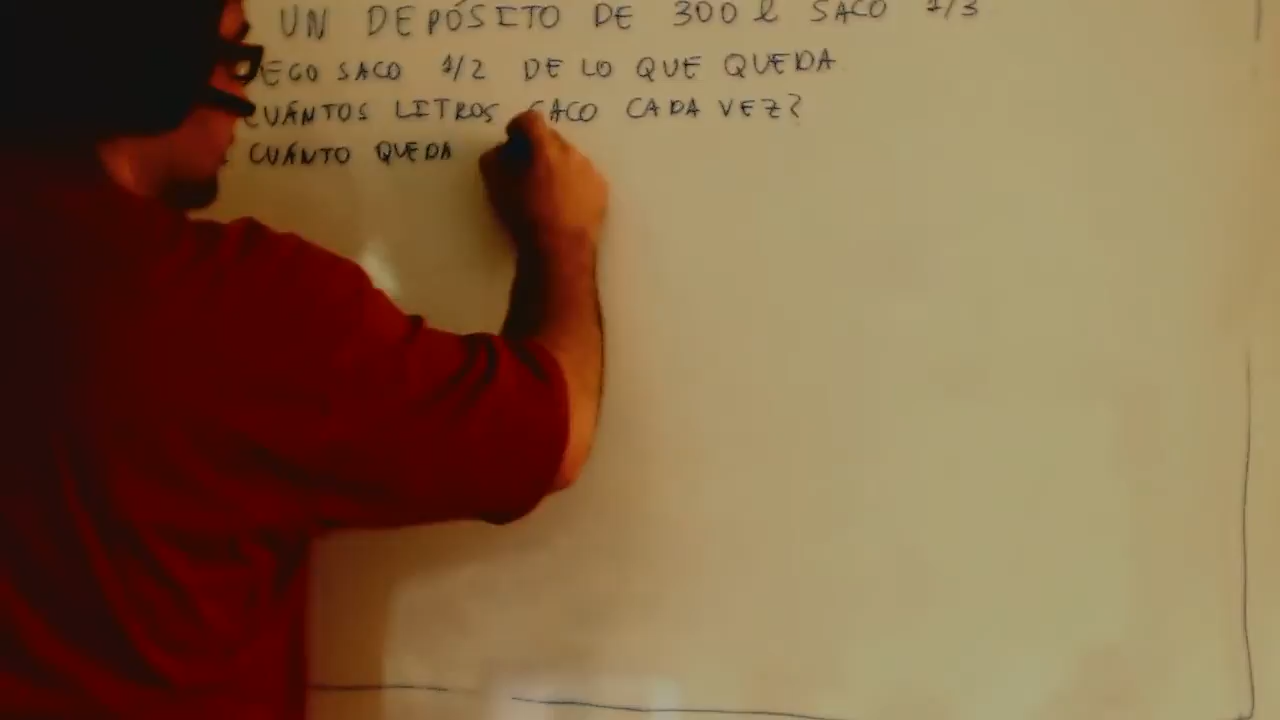 UN DEPÓSITO DE 300 l SACO 1/3
EGO SACO 1/2 DE LO QUE QUEDA
CUÁNTOS LITROS SACO CADA VEZ?
CUÁNTO QUEDA